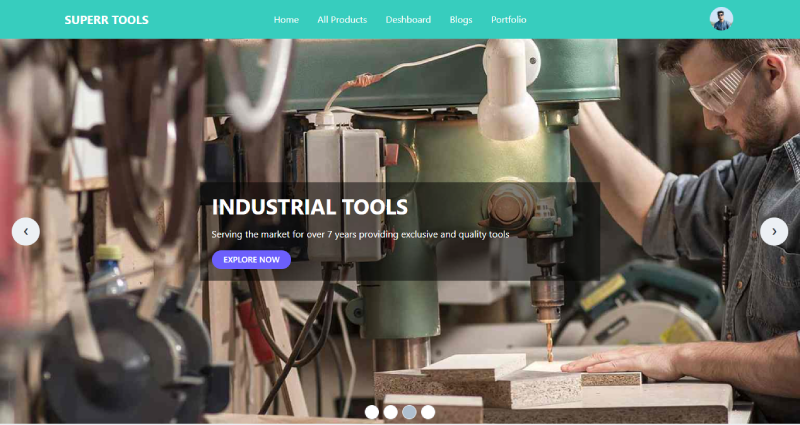 SUPERR TOOLS
Home All Products Deshboard Blogs Portfolio
INDUSTRIAL TOOLS
Serving the market for over 7 years providing exclusive and quality tools
EXPLORE NOW